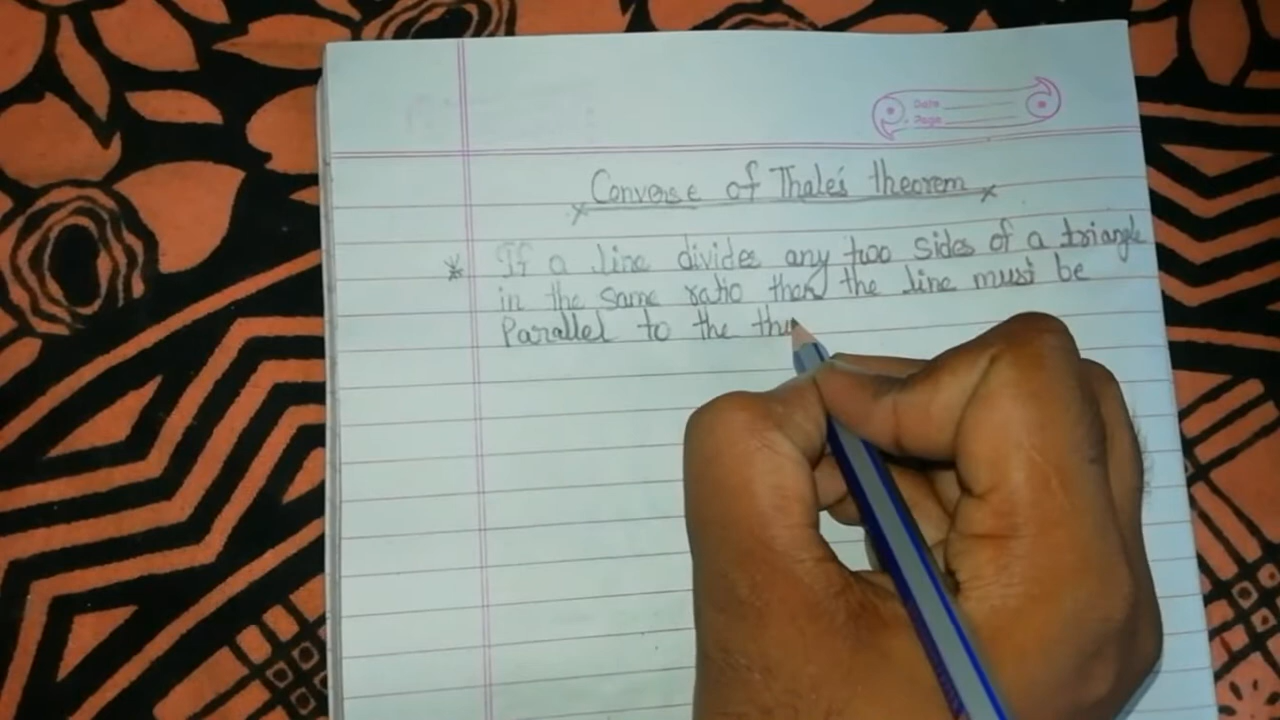 Date
Page
Converse of Thale's theorem
If a line divides any two sides of a triangle
in the same ratio then the line must be
Parallel to the thi